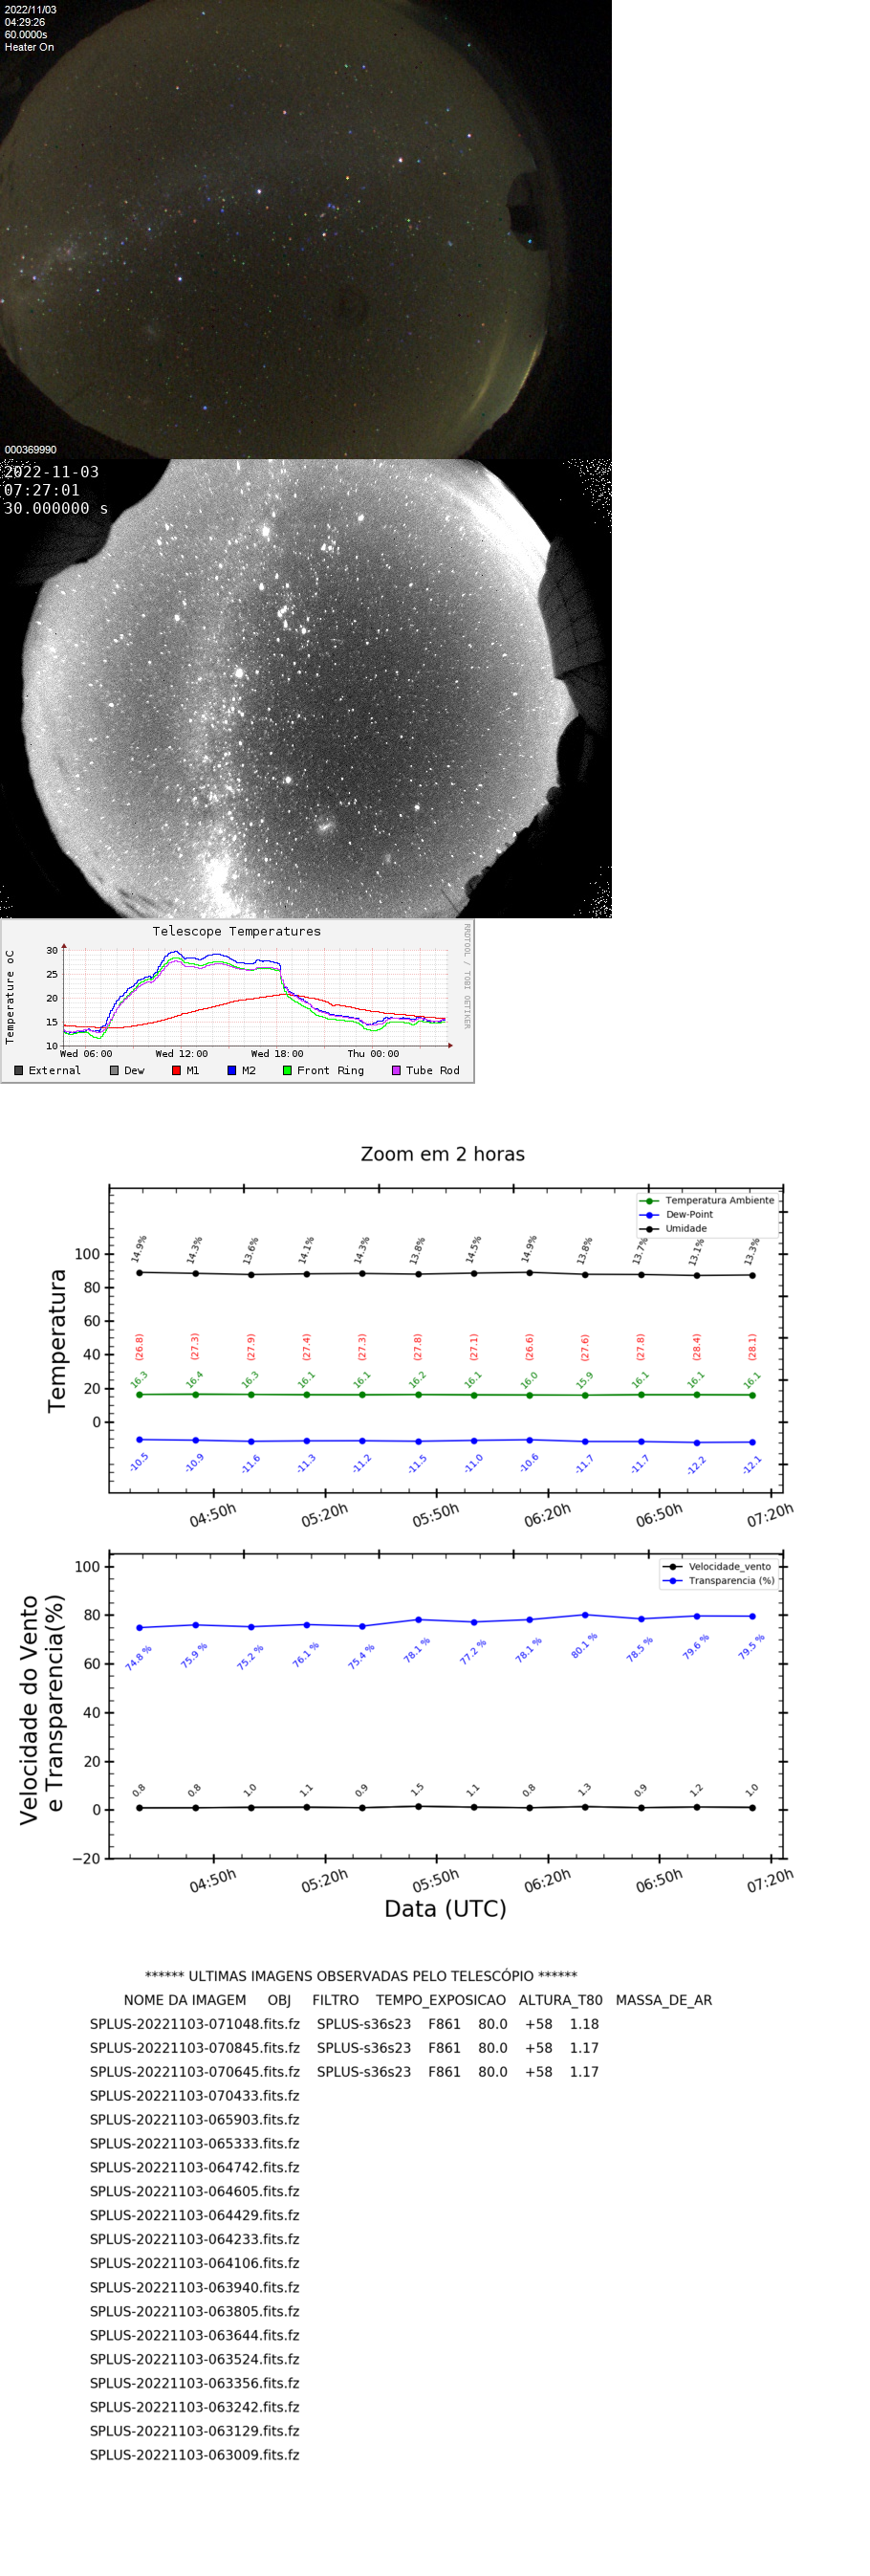 2022/11/03
04:29:26
60.0000s
Heater On
000369990
2022-11-03
07:27:01
30.000000 s
Telescope Temperatures
RRDTOOL / TOBI OETIKER
Temperature oC
30
25
20
15
10
Wed 06:00 Wed 12:00 Wed 18:00 Thu 00:00
External Dew M1 M2 Front Ring Tube Rod
Zoom em 2 horas
Temperatura Ambiente
Dew-Point
Umidade
Temperatura
100
80
60
40
20
0
14.9% 14.3% 13.6% 14.1% 14.3% 13.8% 14.5% 14.9% 13.8% 13.7% 13.1% 13.3%
(26.8) (27.3) (27.9) (27.4) (27.3) (27.8) (27.1) (26.6) (27.6) (27.8) (28.4) (28.1)
16.3 16.4 16.3 16.1 16.1 16.2 16.1 16.0 15.9 16.1 16.1 16.1
-10.5 -10.9 -11.6 -11.3 -11.2 -11.5 -11.0 -10.6 -11.7 -11.7 -12.2 -12.1
04:50h 05:20h 05:50h 06:20h 06:50h 07:20h
Velocidade_vento
Transparencia (%)
Velocidade do Vento
e Transparencia(%)
100
80
60
40
20
0
−20
74.8 % 75.9 % 75.2 % 76.1 % 75.4 % 78.1 % 77.2 % 78.1 % 80.1 % 78.5 % 79.6 % 79.5 %
0.8 0.8 1.0 1.1 0.9 1.5 1.1 0.8 1.3 0.9 1.2 1.0
04:50h 05:20h 05:50h 06:20h 06:50h 07:20h
Data (UTC)
****** ULTIMAS IMAGENS OBSERVADAS PELO TELESCÓPIO ******
NOME DA IMAGEM OBJ FILTRO TEMPO_EXPOSICAO ALTURA_T80 MASSA_DE_AR
SPLUS-20221103-071048.fits.fz SPLUS-s36s23 F861 80.0 +58 1.18
SPLUS-20221103-070845.fits.fz SPLUS-s36s23 F861 80.0 +58 1.17
SPLUS-20221103-070645.fits.fz SPLUS-s36s23 F861 80.0 +58 1.17
SPLUS-20221103-070433.fits.fz
SPLUS-20221103-065903.fits.fz
SPLUS-20221103-065333.fits.fz
SPLUS-20221103-064742.fits.fz
SPLUS-20221103-064605.fits.fz
SPLUS-20221103-064429.fits.fz
SPLUS-20221103-064233.fits.fz
SPLUS-20221103-064106.fits.fz
SPLUS-20221103-063940.fits.fz
SPLUS-20221103-063805.fits.fz
SPLUS-20221103-063644.fits.fz
SPLUS-20221103-063524.fits.fz
SPLUS-20221103-063356.fits.fz
SPLUS-20221103-063242.fits.fz
SPLUS-20221103-063129.fits.fz
SPLUS-20221103-063009.fits.fz